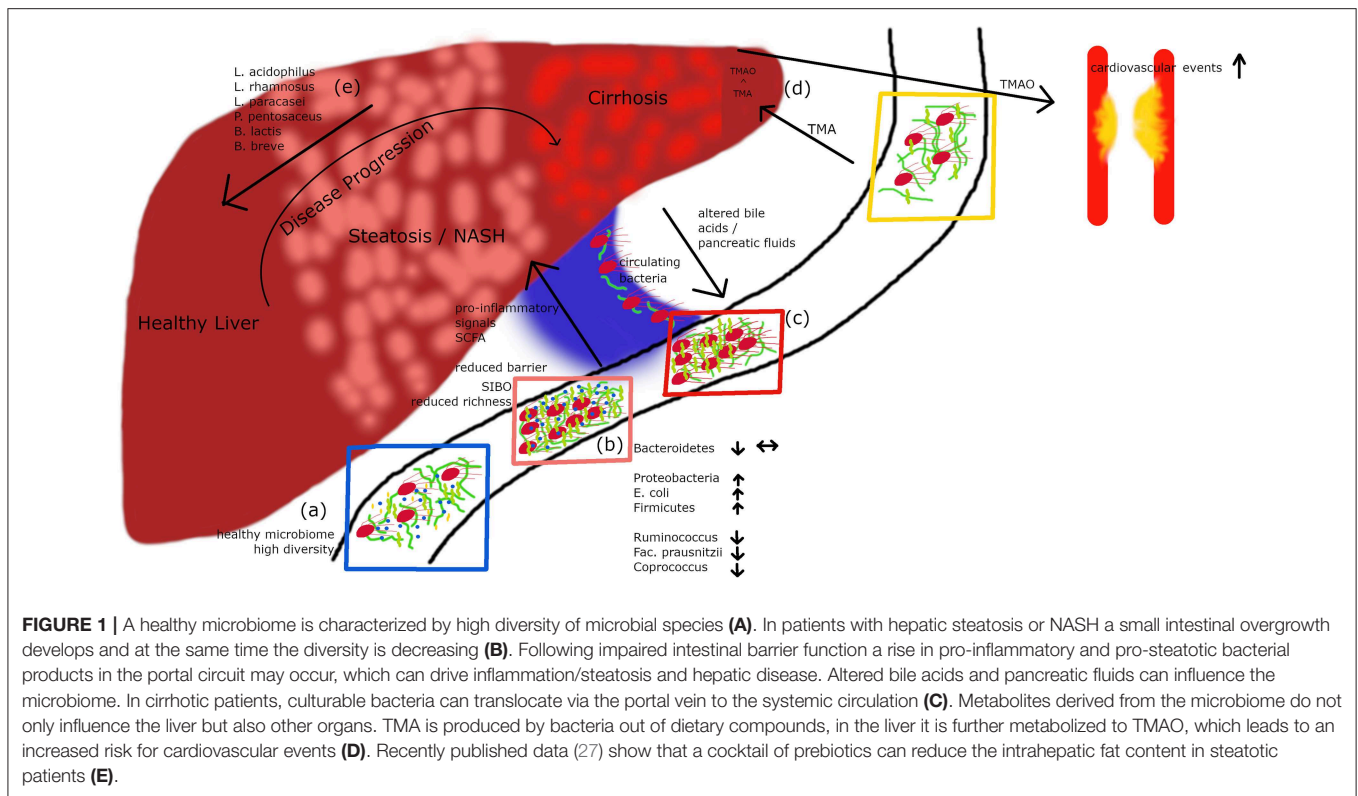 L. acidophilus
L. rhamnosus
L. paracasei
P. pentosaceus
B. lactis
B. breve
(e)
Disease Progression
Healthy Liver
Steatosis / NASH
Cirrhosis
TMAO
^
TMA
(d)
TMA
TMAO
cardiovascular events ↑
altered bile
acids /
pancreatic fluids
circulating
bacteria
(c)
pro-inflammatory
signals
SCFA
reduced barrier
SIBO
reduced richness
(b)
Bacteroidetes ↓ ↔
Proteobacteria ↑
E. coli ↑
Firmicutes ↑
Ruminococcus ↓
Fac. prausnitzii ↓
Coprococcus ↓
(a)
healthy microbiome
high diversity
FIGURE 1 | A healthy microbiome is characterized by high diversity of microbial species (A). In patients with hepatic steatosis or NASH a small intestinal overgrowth
develops and at the same time the diversity is decreasing (B). Following impaired intestinal barrier function a rise in pro-inflammatory and pro-steatotic bacterial
products in the portal circuit may occur, which can drive inflammation/steatosis and hepatic disease. Altered bile acids and pancreatic fluids can influence the
microbiome. In cirrhotic patients, culturable bacteria can translocate via the portal vein to the systemic circulation (C). Metabolites derived from the microbiome do not
only influence the liver but also other organs. TMA is produced by bacteria out of dietary compounds, in the liver it is further metabolized to TMAO, which leads to an
increased risk for cardiovascular events (D). Recently published data (27) show that a cocktail of prebiotics can reduce the intrahepatic fat content in steatotic
patients (E).